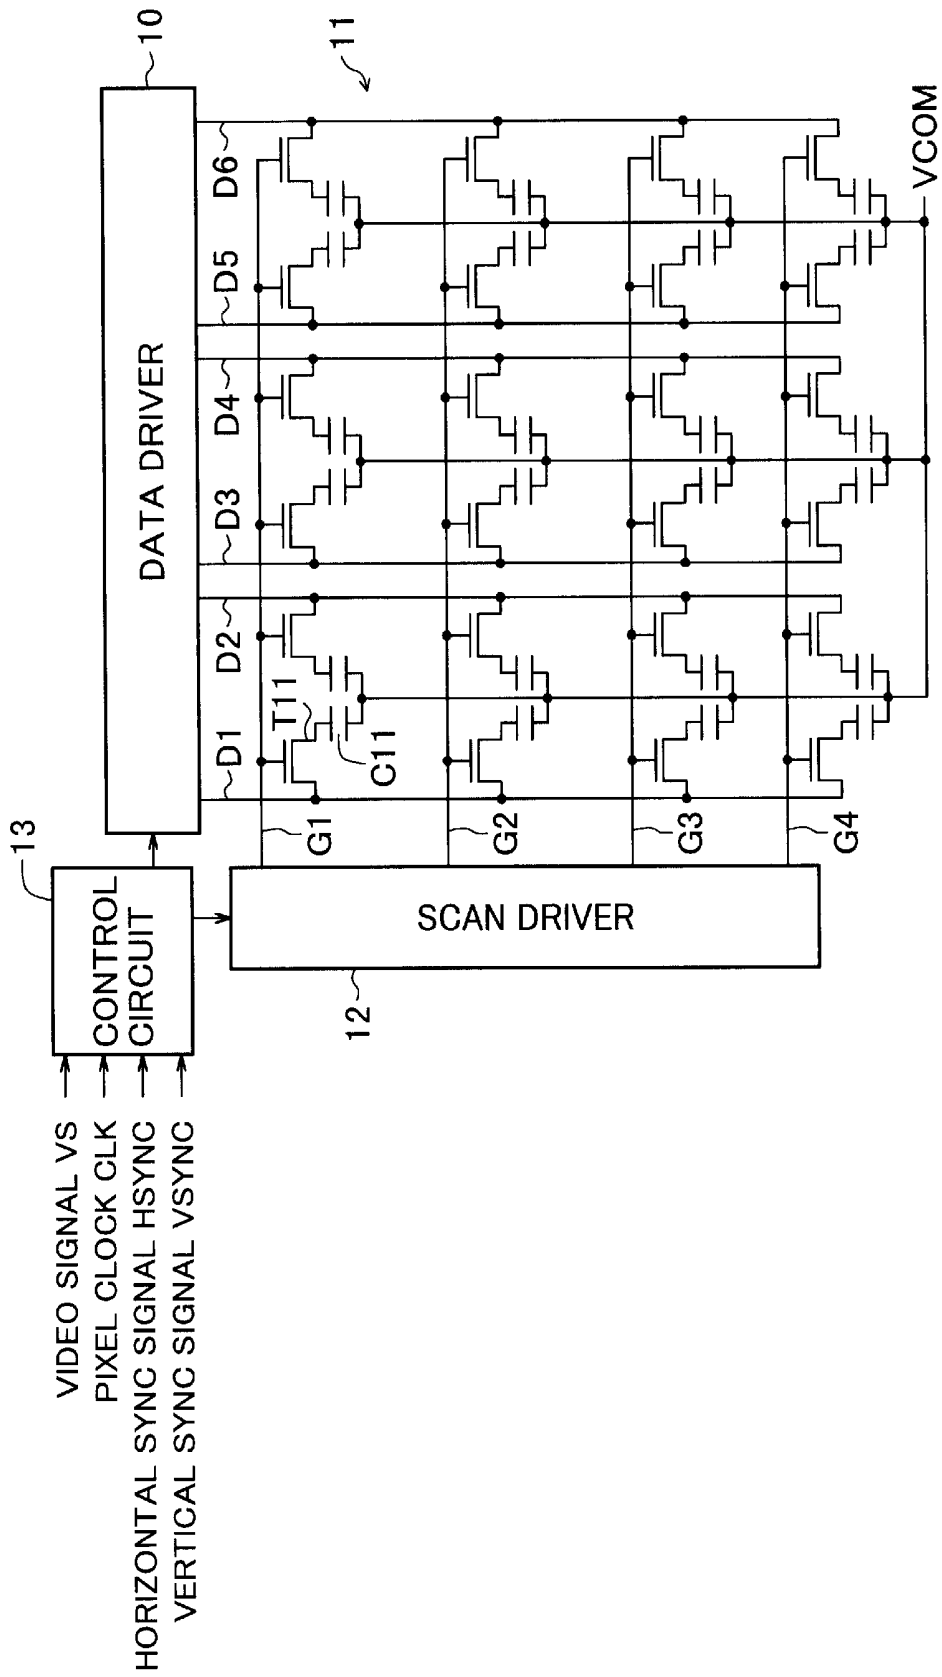 VIDEO SIGNAL VS
PIXEL CLOCK CLK
HORIZONTAL SYNC SIGNAL HSYNC
VERTICAL SYNC SIGNAL VSYNC
13
CONTROL
CIRCUIT
10
DATA DRIVER
D1
D2
D3
D4
D5
D6
11
12
SCAN DRIVER
G1
G2
G3
G4
T11
C11
VCOM